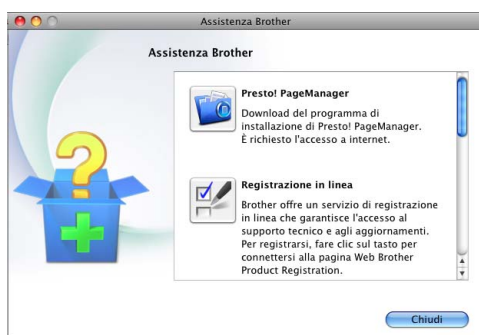 Assistenza Brother
Assistenza Brother
Presto! PageManager
Download del programma di
installazione di Presto! PageManager.
È richiesto l'accesso a internet.
Registrazione in linea
Brother offre un servizio di registrazione
in linea che garantisce l'accesso al
supporto tecnico e agli aggiornamenti.
Per registrarsi, fare clic sul tasto per
connettersi alla pagina Web Brother
Product Registration.
Chiudi